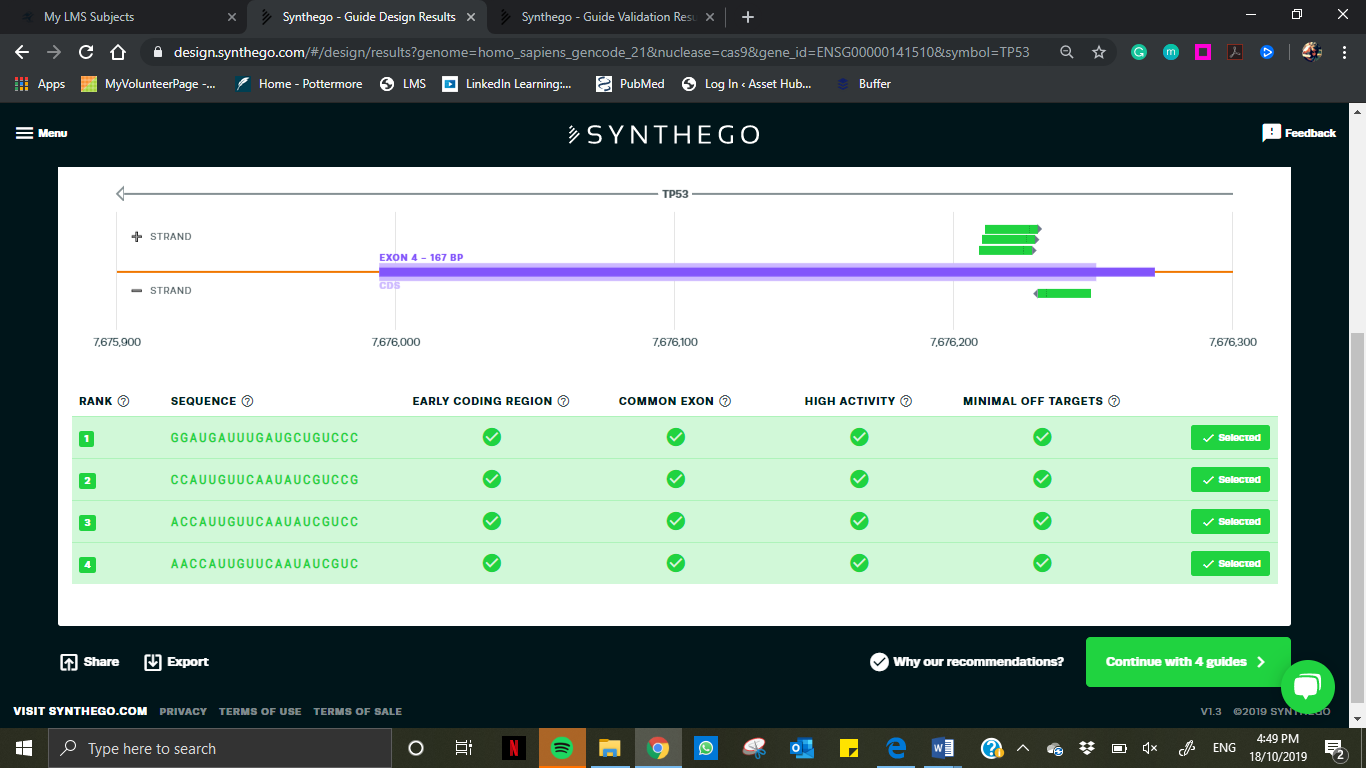 My LMS Subjects
Synthego - Guide Design Results
Synthego - Guide Validation Resu
design.synthego.com/#/design/results?genome=homo_sapiens_gencode_21&nuclease=cas9&gene_id=ENSG00000141510&symbol=TP53
Apps MyVolunteerPage -... Home - Pottermore LMS LinkedIn Learning:... PubMed Log In ‹ Asset Hub... Buffer
Menu SYNTHEGO Feedback
TP53
+ STRAND
EXON 4 – 167 BP
CDS
– STRAND
7,675,900 7,676,000 7,676,100 7,676,200 7,676,300
RANK ? SEQUENCE ? EARLY CODING REGION ? COMMON EXON ? HIGH ACTIVITY ? MINIMAL OFF TARGETS ?
1 GGAUGAUUUGAUGCUGUCCC Selected
2 CCAUUGUUCAAUAUCGUCCG Selected
3 ACCAUUGUUCAAUAUCGUCC Selected
4 AACCAUUGUUCAAUAUCGUC Selected
Share Export Why our recommendations? Continue with 4 guides
VISIT SYNTHEGO.COM PRIVACY TERMS OF USE TERMS OF SALE V1.3 ©2019 SYNTHEGO
Type here to search
ENG
4:49 PM
18/10/2019
2